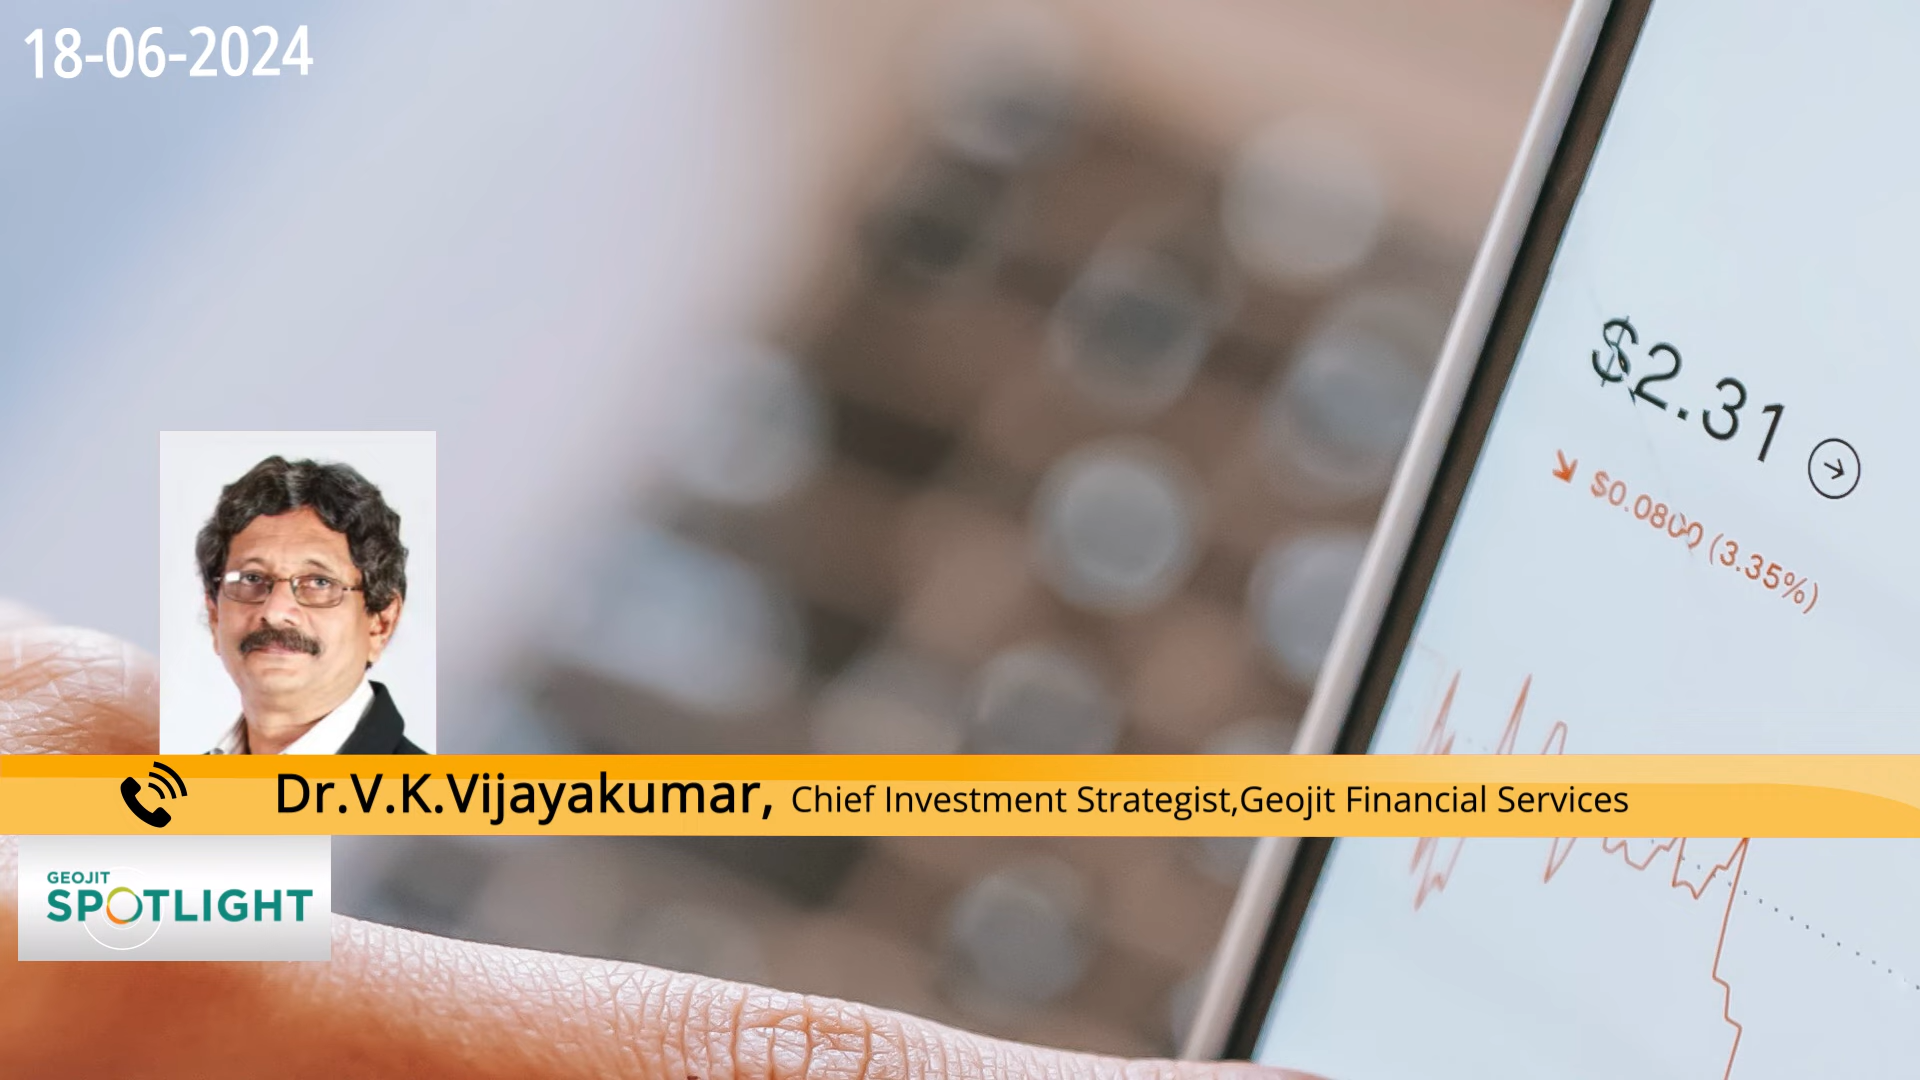 18-06-2024
$2.31
$0.0800 (3.35%)
Dr.V.K.Vijayakumar, Chief Investment Strategist,Geojit Financial Services
GEOJIT
SPOTLIGHT